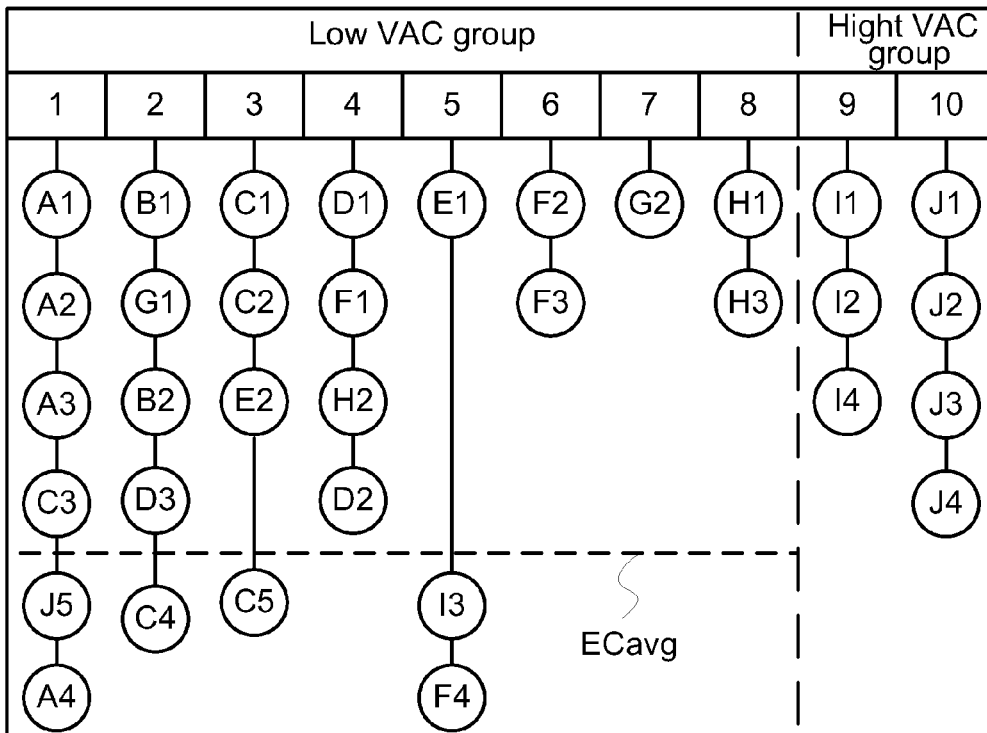 Low VAC group
Hight VAC group
1 2 3 4 5 6 7 8 9 10
A1 B1 C1 D1 E1 F2 G2 H1 I1 J1
A2 G1 C2 F1 F3 H3 I2 J2
A3 B2 E2 H2 I4 J3
C3 D3 D2 J4
J5 C4 C5 I3
ECavg
A4 F4